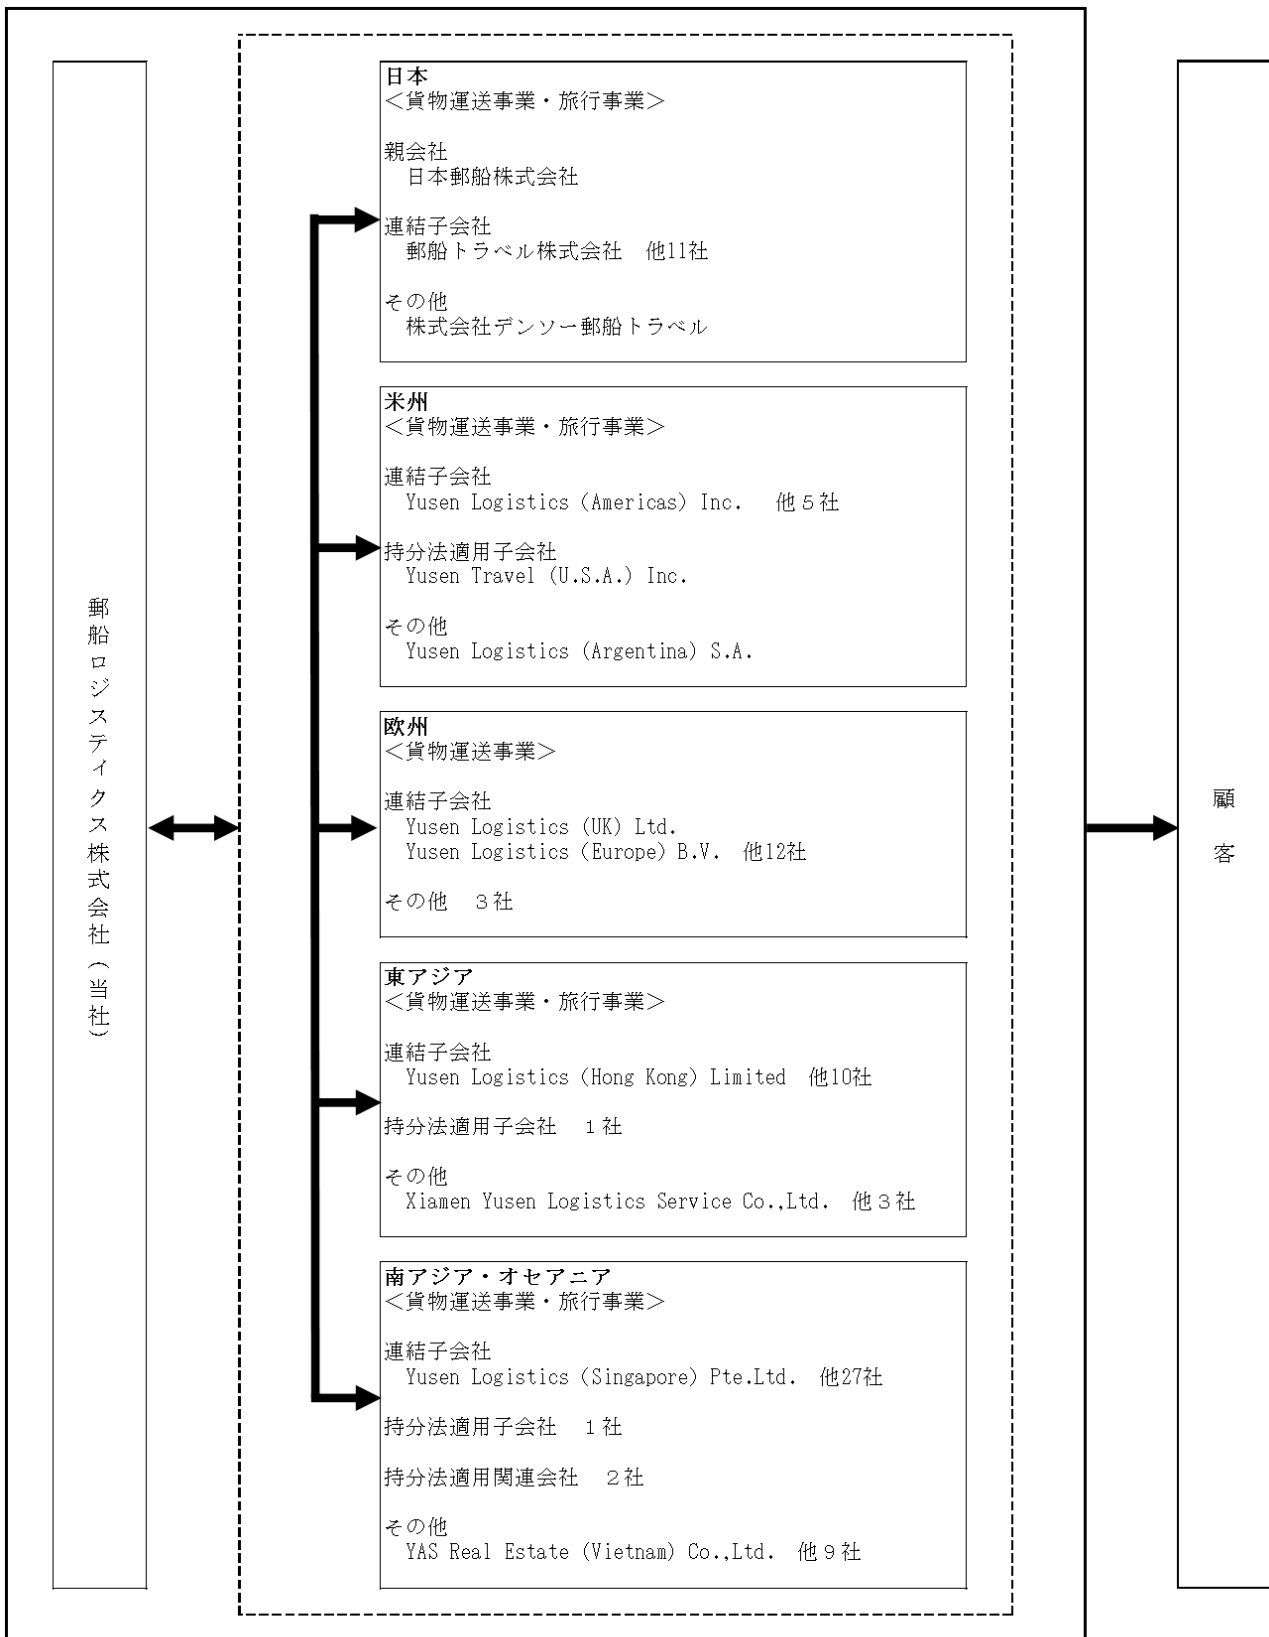 郵船ロジスティクス株式会社（当社）
日本
＜貨物運送事業・旅行事業＞
親会社
日本郵船株式会社
連結子会社
郵船トラベル株式会社　他11社
その他
株式会社デンソー郵船トラベル
米州
＜貨物運送事業・旅行事業＞
連結子会社
Yusen Logistics (Americas) Inc.　他５社
持分法適用子会社
Yusen Travel (U.S.A.) Inc.
その他
Yusen Logistics (Argentina) S.A.
欧州
＜貨物運送事業＞
連結子会社
Yusen Logistics (UK) Ltd.
Yusen Logistics (Europe) B.V.　他12社
その他　３社
東アジア
＜貨物運送事業・旅行事業＞
連結子会社
Yusen Logistics (Hong Kong) Limited　他10社
持分法適用子会社　１社
その他
Xiamen Yusen Logistics Service Co.,Ltd.　他３社
南アジア・オセアニア
＜貨物運送事業・旅行事業＞
連結子会社
Yusen Logistics (Singapore) Pte.Ltd.　他27社
持分法適用子会社　１社
持分法適用関連会社　２社
その他
YAS Real Estate (Vietnam) Co.,Ltd.　他９社
顧客